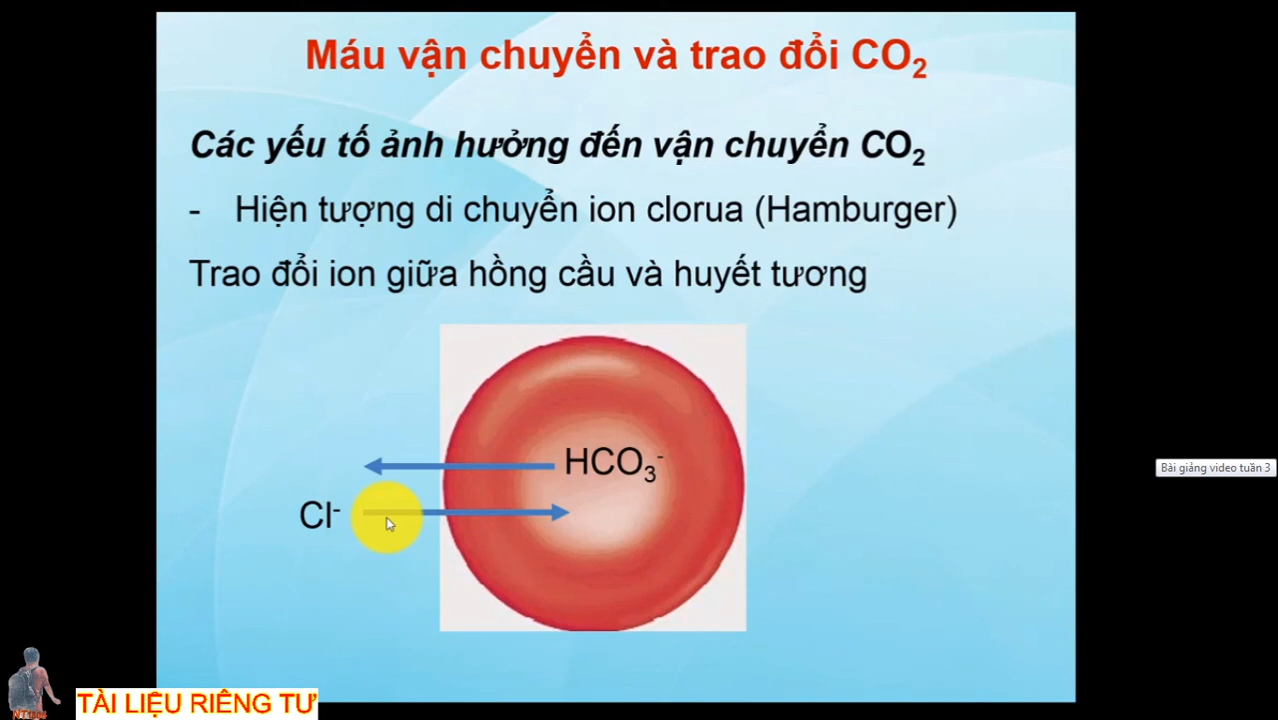 Máu vận chuyển và trao đổi CO₂
Các yếu tố ảnh hưởng đến vận chuyển CO₂
- Hiện tượng di chuyển ion clorua (Hamburger)
Trao đổi ion giữa hồng cầu và huyết tương
HCO₃⁻
Cl⁻
Bài giảng video tuần 3
TÀI LIỆU RIÊNG TƯ